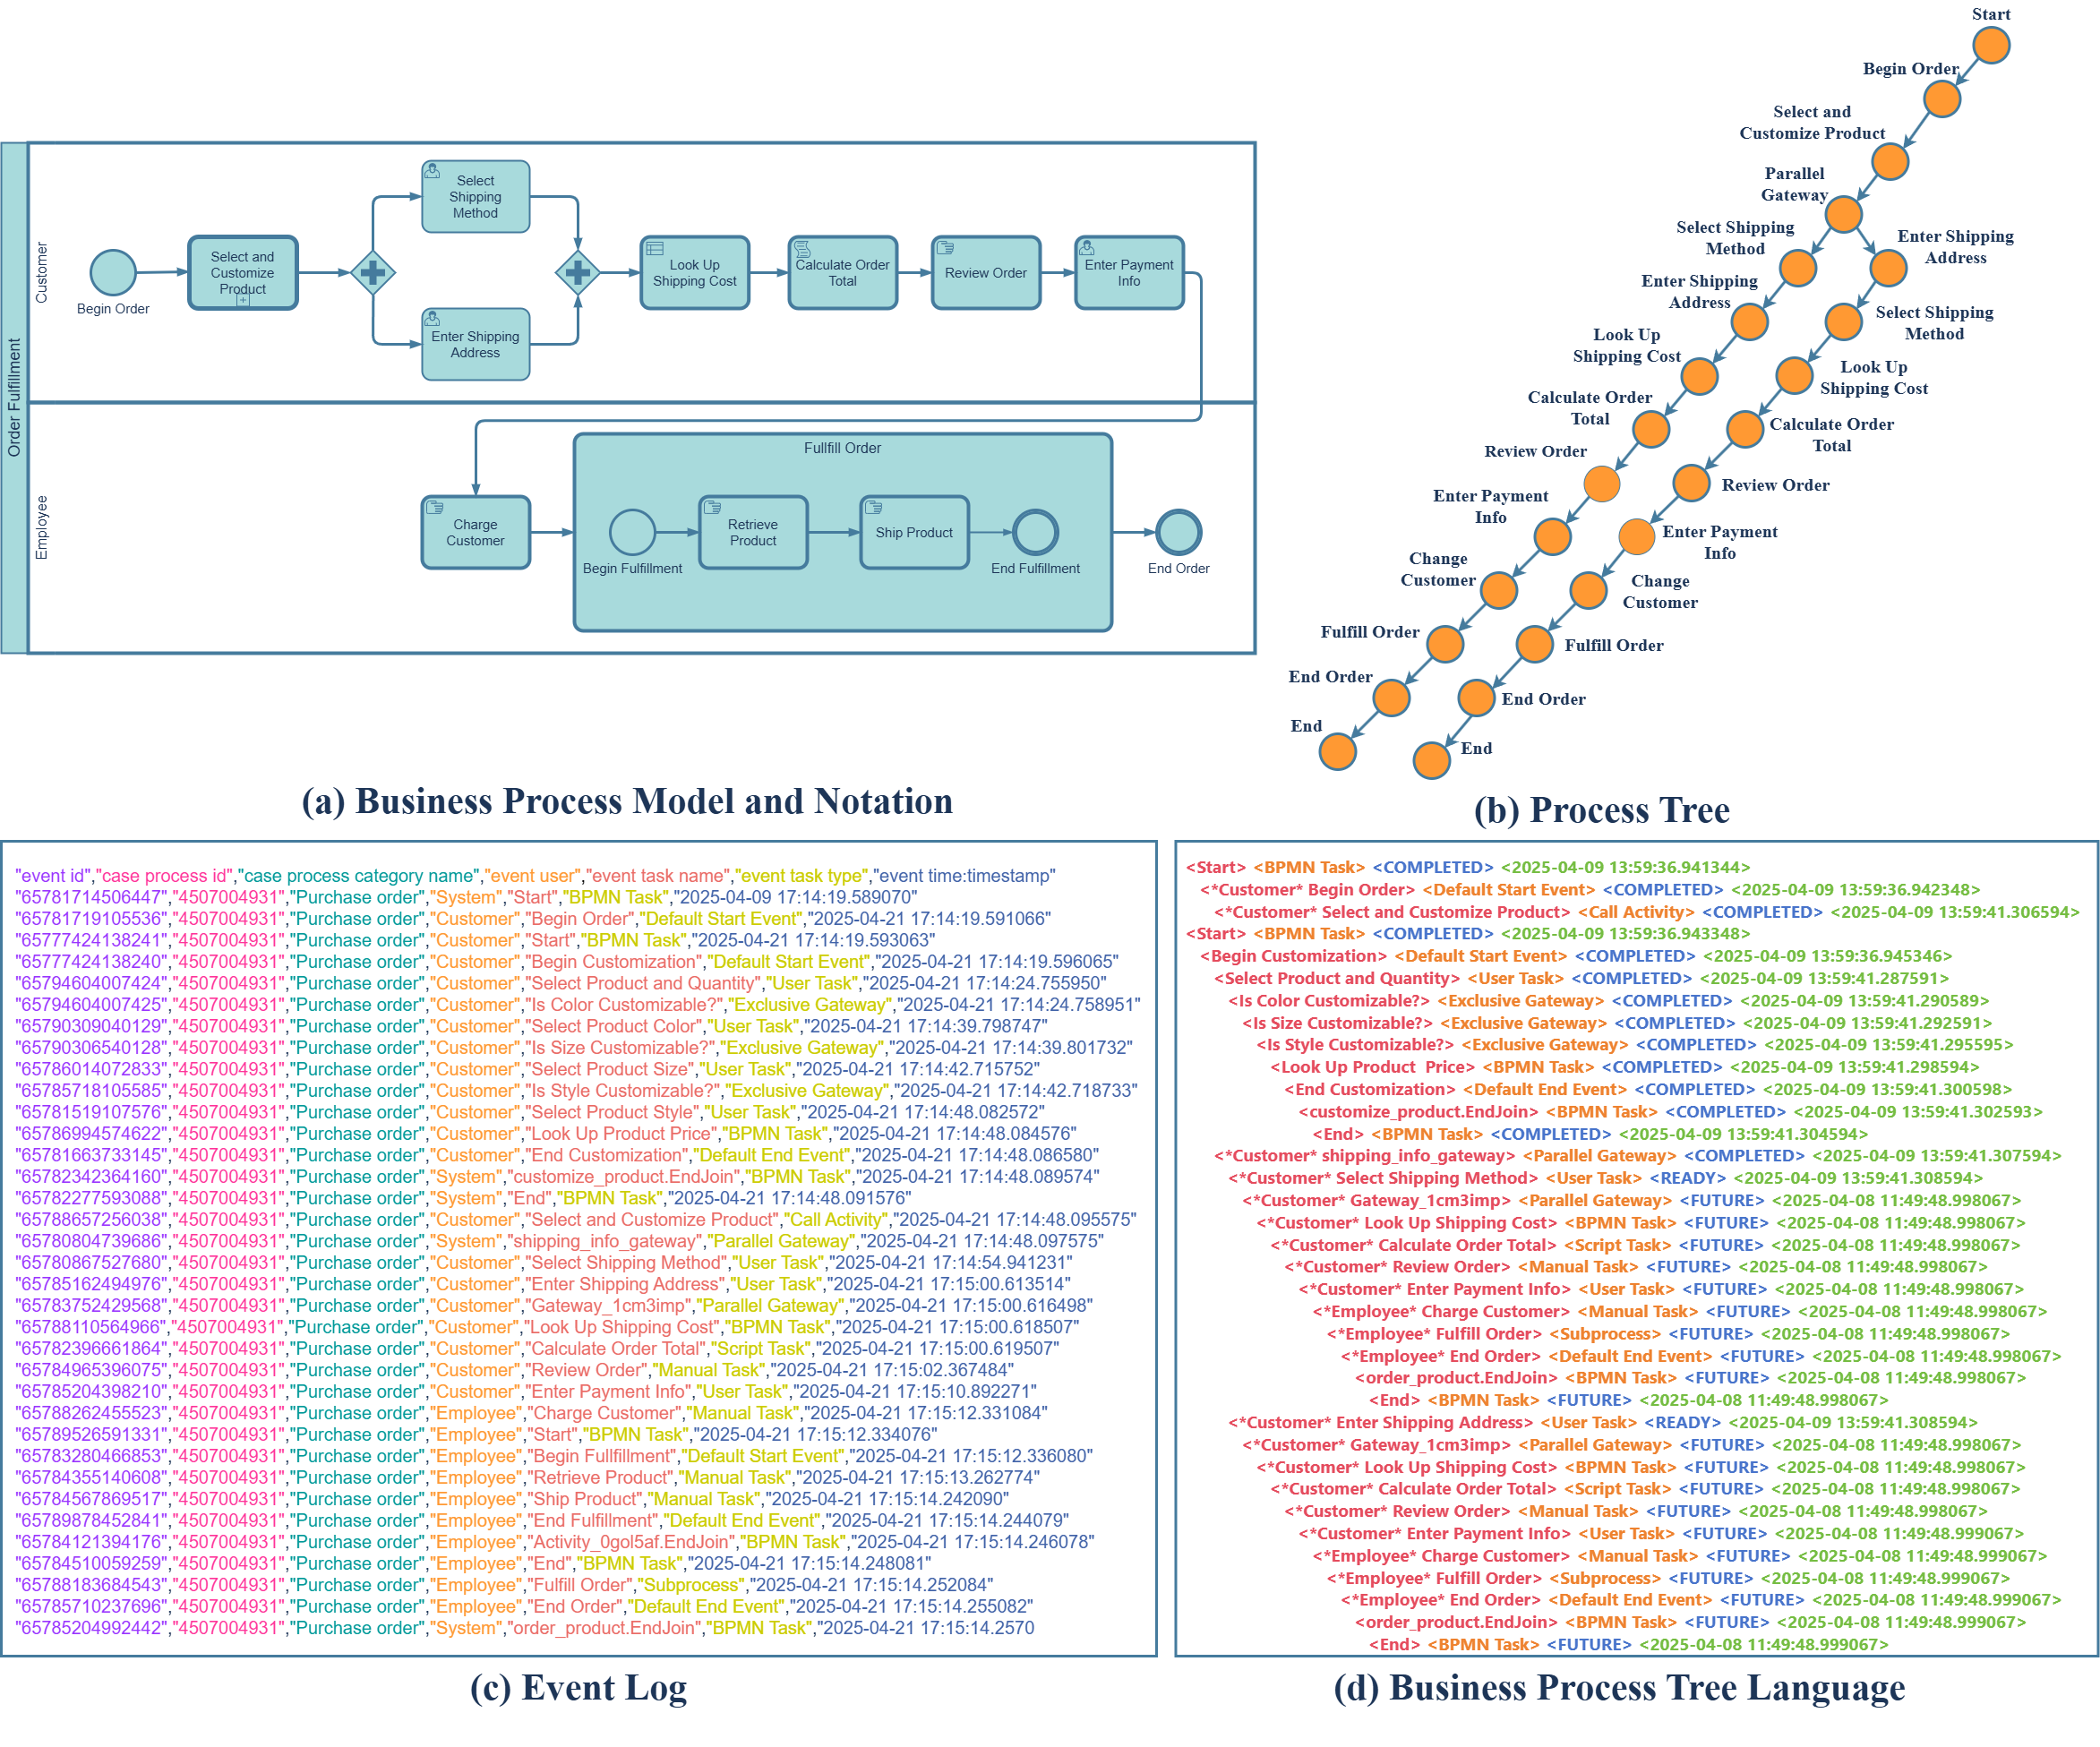 Order Fulfillment
Customer
Begin Order
Select and
Customize
Product
Select
Shipping
Method
Enter Shipping
Address
Look Up
Shipping Cost
Calculate Order
Total
Review Order
Enter Payment
Info
Employee
Charge
Customer
Fullfill Order
Begin Fulfillment
Retrieve
Product
Ship Product
End Fulfillment
End Order
(a) Business Process Model and Notation
Start
Begin Order
Select and
Customize Product
Parallel
Gateway
Select Shipping
Method
Enter Shipping
Address
Enter Shipping
Address
Select Shipping
Method
Look Up
Shipping Cost
Look Up
Shipping Cost
Calculate Order
Total
Calculate Order
Total
Review Order
Review Order
Enter Payment
Info
Enter Payment
Info
Change
Customer
Change
Customer
Fulfill Order
Fulfill Order
End Order
End Order
End
End
(b) Process Tree
"event id","case process id","case process category name","event user","event task name","event task type","event time:timestamp"
"65781714506447","4507004931","Purchase order","System","Start","BPMN Task","2025-04-09 17:14:19.589070"
"65781719105536","4507004931","Purchase order","Customer","Begin Order","Default Start Event","2025-04-21 17:14:19.591066"
"65777424138241","4507004931","Purchase order","Customer","Start","BPMN Task","2025-04-21 17:14:19.593063"
"65777424138240","4507004931","Purchase order","Customer","Begin Customization","Default Start Event","2025-04-21 17:14:19.596065"
"65794604007424","4507004931","Purchase order","Customer","Select Product and Quantity","User Task","2025-04-21 17:14:24.755950"
"65794604007425","4507004931","Purchase order","Customer","Is Color Customizable?","Exclusive Gateway","2025-04-21 17:14:24.758951"
"65790309040129","4507004931","Purchase order","Customer","Select Product Color","User Task","2025-04-21 17:14:39.798747"
"65790306540128","4507004931","Purchase order","Customer","Is Size Customizable?","Exclusive Gateway","2025-04-21 17:14:39.801732"
"65786014072833","4507004931","Purchase order","Customer","Select Product Size","User Task","2025-04-21 17:14:42.715752"
"65785718105585","4507004931","Purchase order","Customer","Is Style Customizable?","Exclusive Gateway","2025-04-21 17:14:42.718733"
"65781519107576","4507004931","Purchase order","Customer","Select Product Style","User Task","2025-04-21 17:14:48.082572"
"65786994574622","4507004931","Purchase order","Customer","Look Up Product Price","BPMN Task","2025-04-21 17:14:48.084576"
"65781663733145","4507004931","Purchase order","Customer","End Customization","Default End Event","2025-04-21 17:14:48.086580"
"65782342364160","4507004931","Purchase order","System","customize_product.EndJoin","BPMN Task","2025-04-21 17:14:48.089574"
"65782277593088","4507004931","Purchase order","System","End","BPMN Task","2025-04-21 17:14:48.091576"
"65788657256038","4507004931","Purchase order","Customer","Select and Customize Product","Call Activity","2025-04-21 17:14:48.095575"
"65780804739686","4507004931","Purchase order","System","shipping_info_gateway","Parallel Gateway","2025-04-21 17:14:48.097575"
"65780867527680","4507004931","Purchase order","Customer","Select Shipping Method","User Task","2025-04-21 17:14:54.941231"
"65785162494976","4507004931","Purchase order","Customer","Enter Shipping Address","User Task","2025-04-21 17:15:00.613514"
"65783752429568","4507004931","Purchase order","Customer","Gateway_1cm3imp","Parallel Gateway","2025-04-21 17:15:00.616498"
"65788110564966","4507004931","Purchase order","Customer","Look Up Shipping Cost","BPMN Task","2025-04-21 17:15:00.618507"
"65782396661864","4507004931","Purchase order","Customer","Calculate Order Total","Script Task","2025-04-21 17:15:00.619507"
"65784965396075","4507004931","Purchase order","Customer","Review Order","Manual Task","2025-04-21 17:15:02.367484"
"65785204398210","4507004931","Purchase order","Customer","Enter Payment Info","User Task","2025-04-21 17:15:10.892271"
"65788262455523","4507004931","Purchase order","Employee","Charge Customer","Manual Task","2025-04-21 17:15:12.331084"
"65789526591331","4507004931","Purchase order","Employee","Start","BPMN Task","2025-04-21 17:15:12.334076"
"65783280466853","4507004931","Purchase order","Employee","Begin Fullfillment","Default Start Event","2025-04-21 17:15:12.336080"
"65784355140608","4507004931","Purchase order","Employee","Retrieve Product","Manual Task","2025-04-21 17:15:13.262774"
"65784567869517","4507004931","Purchase order","Employee","Ship Product","Manual Task","2025-04-21 17:15:14.242090"
"65789878452841","4507004931","Purchase order","Employee","End Fulfillment","Default End Event","2025-04-21 17:15:14.244079"
"65784121394176","4507004931","Purchase order","Employee","Activity_0gol5af.EndJoin","BPMN Task","2025-04-21 17:15:14.246078"
"65784510059259","4507004931","Purchase order","Employee","End","BPMN Task","2025-04-21 17:15:14.248081"
"65788183684543","4507004931","Purchase order","Employee","Fulfill Order","Subprocess","2025-04-21 17:15:14.252084"
"65785710237696","4507004931","Purchase order","Employee","End Order","Default End Event","2025-04-21 17:15:14.255082"
"65785204992442","4507004931","Purchase order","System","order_product.EndJoin","BPMN Task","2025-04-21 17:15:14.2570
(c) Event Log
<Start> <BPMN Task> <COMPLETED> <2025-04-09 13:59:36.941344>
<*Customer* Begin Order> <Default Start Event> <COMPLETED> <2025-04-09 13:59:36.942348>
<*Customer* Select and Customize Product> <Call Activity> <COMPLETED> <2025-04-09 13:59:41.306594>
<Start> <BPMN Task> <COMPLETED> <2025-04-09 13:59:36.943348>
<Begin Customization> <Default Start Event> <COMPLETED> <2025-04-09 13:59:36.945346>
<Select Product and Quantity> <User Task> <COMPLETED> <2025-04-09 13:59:41.287591>
<Is Color Customizable?> <Exclusive Gateway> <COMPLETED> <2025-04-09 13:59:41.290589>
<Is Size Customizable?> <Exclusive Gateway> <COMPLETED> <2025-04-09 13:59:41.292591>
<Is Style Customizable?> <Exclusive Gateway> <COMPLETED> <2025-04-09 13:59:41.295595>
<Look Up Product  Price> <BPMN Task> <COMPLETED> <2025-04-09 13:59:41.298594>
<End Customization> <Default End Event> <COMPLETED> <2025-04-09 13:59:41.300598>
<customize_product.EndJoin> <BPMN Task> <COMPLETED> <2025-04-09 13:59:41.302593>
<End> <BPMN Task> <COMPLETED> <2025-04-09 13:59:41.304594>
<*Customer* shipping_info_gateway> <Parallel Gateway> <COMPLETED> <2025-04-09 13:59:41.307594>
<*Customer* Select Shipping Method> <User Task> <READY> <2025-04-09 13:59:41.308594>
<*Customer* Gateway_1cm3imp> <Parallel Gateway> <FUTURE> <2025-04-08 11:49:48.998067>
<*Customer* Look Up Shipping Cost> <BPMN Task> <FUTURE> <2025-04-08 11:49:48.998067>
<*Customer* Calculate Order Total> <Script Task> <FUTURE> <2025-04-08 11:49:48.998067>
<*Customer* Review Order> <Manual Task> <FUTURE> <2025-04-08 11:49:48.998067>
<*Customer* Enter Payment Info> <User Task> <FUTURE> <2025-04-08 11:49:48.998067>
<*Employee* Charge Customer> <Manual Task> <FUTURE> <2025-04-08 11:49:48.998067>
<*Employee* Fulfill Order> <Subprocess> <FUTURE> <2025-04-08 11:49:48.998067>
<*Employee* End Order> <Default End Event> <FUTURE> <2025-04-08 11:49:48.998067>
<order_product.EndJoin> <BPMN Task> <FUTURE> <2025-04-08 11:49:48.998067>
<End> <BPMN Task> <FUTURE> <2025-04-08 11:49:48.998067>
<*Customer* Enter Shipping Address> <User Task> <READY> <2025-04-09 13:59:41.308594>
<*Customer* Gateway_1cm3imp> <Parallel Gateway> <FUTURE> <2025-04-08 11:49:48.998067>
<*Customer* Look Up Shipping Cost> <BPMN Task> <FUTURE> <2025-04-08 11:49:48.998067>
<*Customer* Calculate Order Total> <Script Task> <FUTURE> <2025-04-08 11:49:48.998067>
<*Customer* Review Order> <Manual Task> <FUTURE> <2025-04-08 11:49:48.998067>
<*Customer* Enter Payment Info> <User Task> <FUTURE> <2025-04-08 11:49:48.999067>
<*Employee* Charge Customer> <Manual Task> <FUTURE> <2025-04-08 11:49:48.999067>
<*Employee* Fulfill Order> <Subprocess> <FUTURE> <2025-04-08 11:49:48.999067>
<*Employee* End Order> <Default End Event> <FUTURE> <2025-04-08 11:49:48.999067>
<order_product.EndJoin> <BPMN Task> <FUTURE> <2025-04-08 11:49:48.999067>
<End> <BPMN Task> <FUTURE> <2025-04-08 11:49:48.999067>
(d) Business Process Tree Language